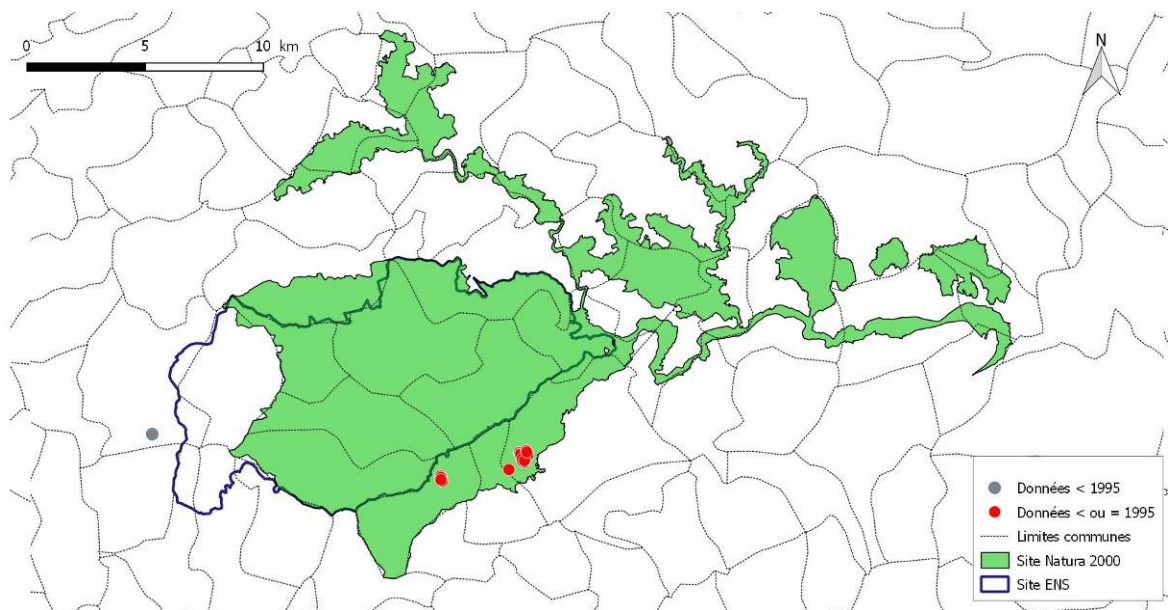 0 5 10 km
N
Données < 1995
Données < ou = 1995
Limites communes
Site Natura 2000
Site ENS